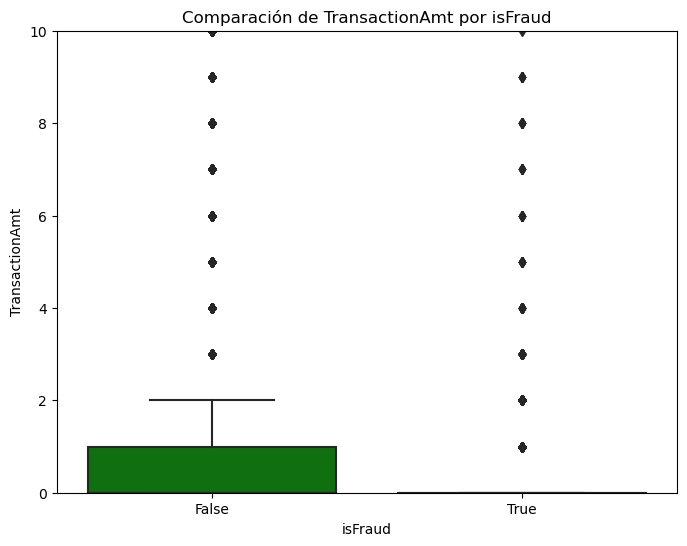 Comparación de TransactionAmt por isFraud
10
8
6
4
2
0
TransactionAmt
False
True
isFraud